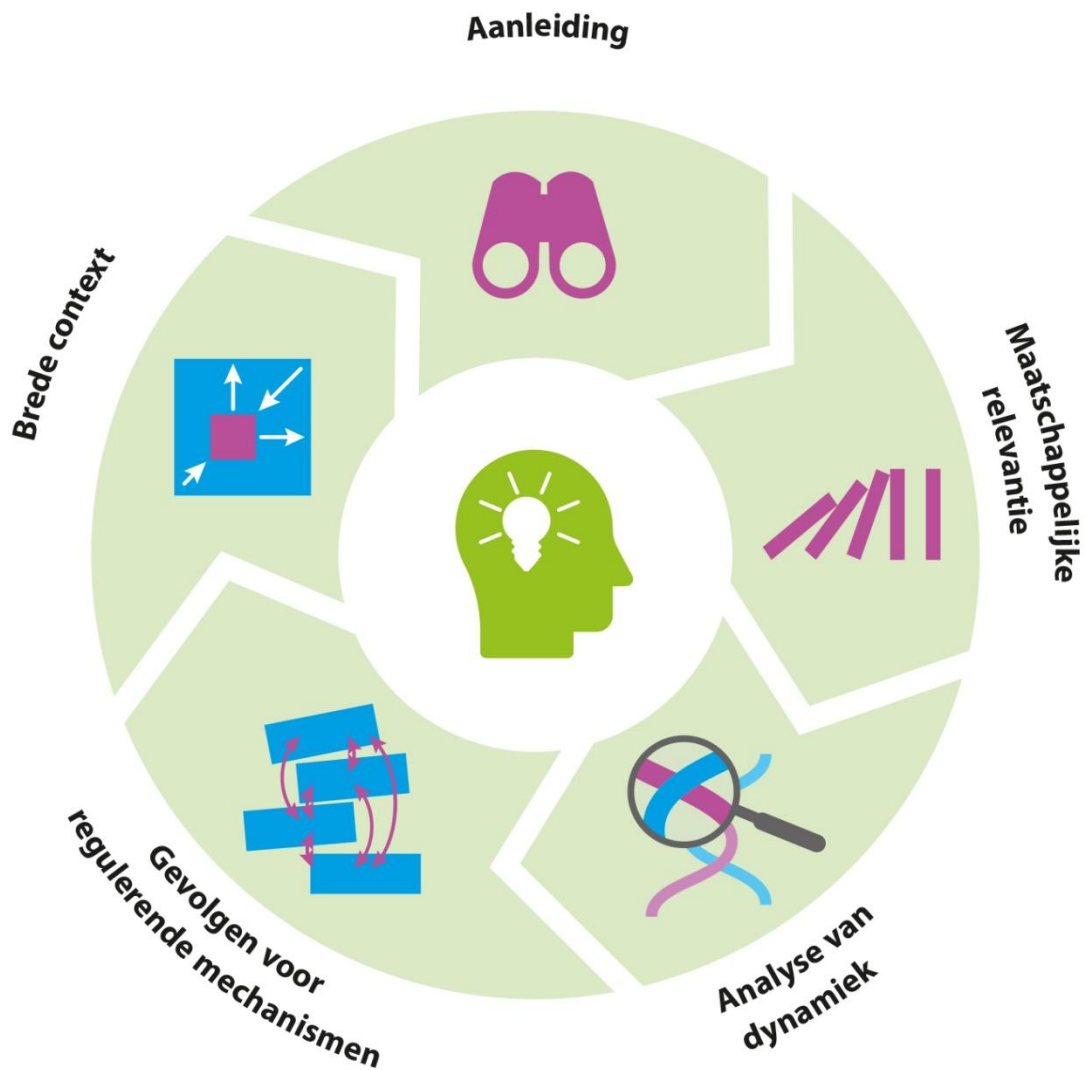 Aanleiding
Maatschappelijke
relevantie
Analyse van
dynamiek
Gevolgen voor
regulerende mechanismen
Brede context